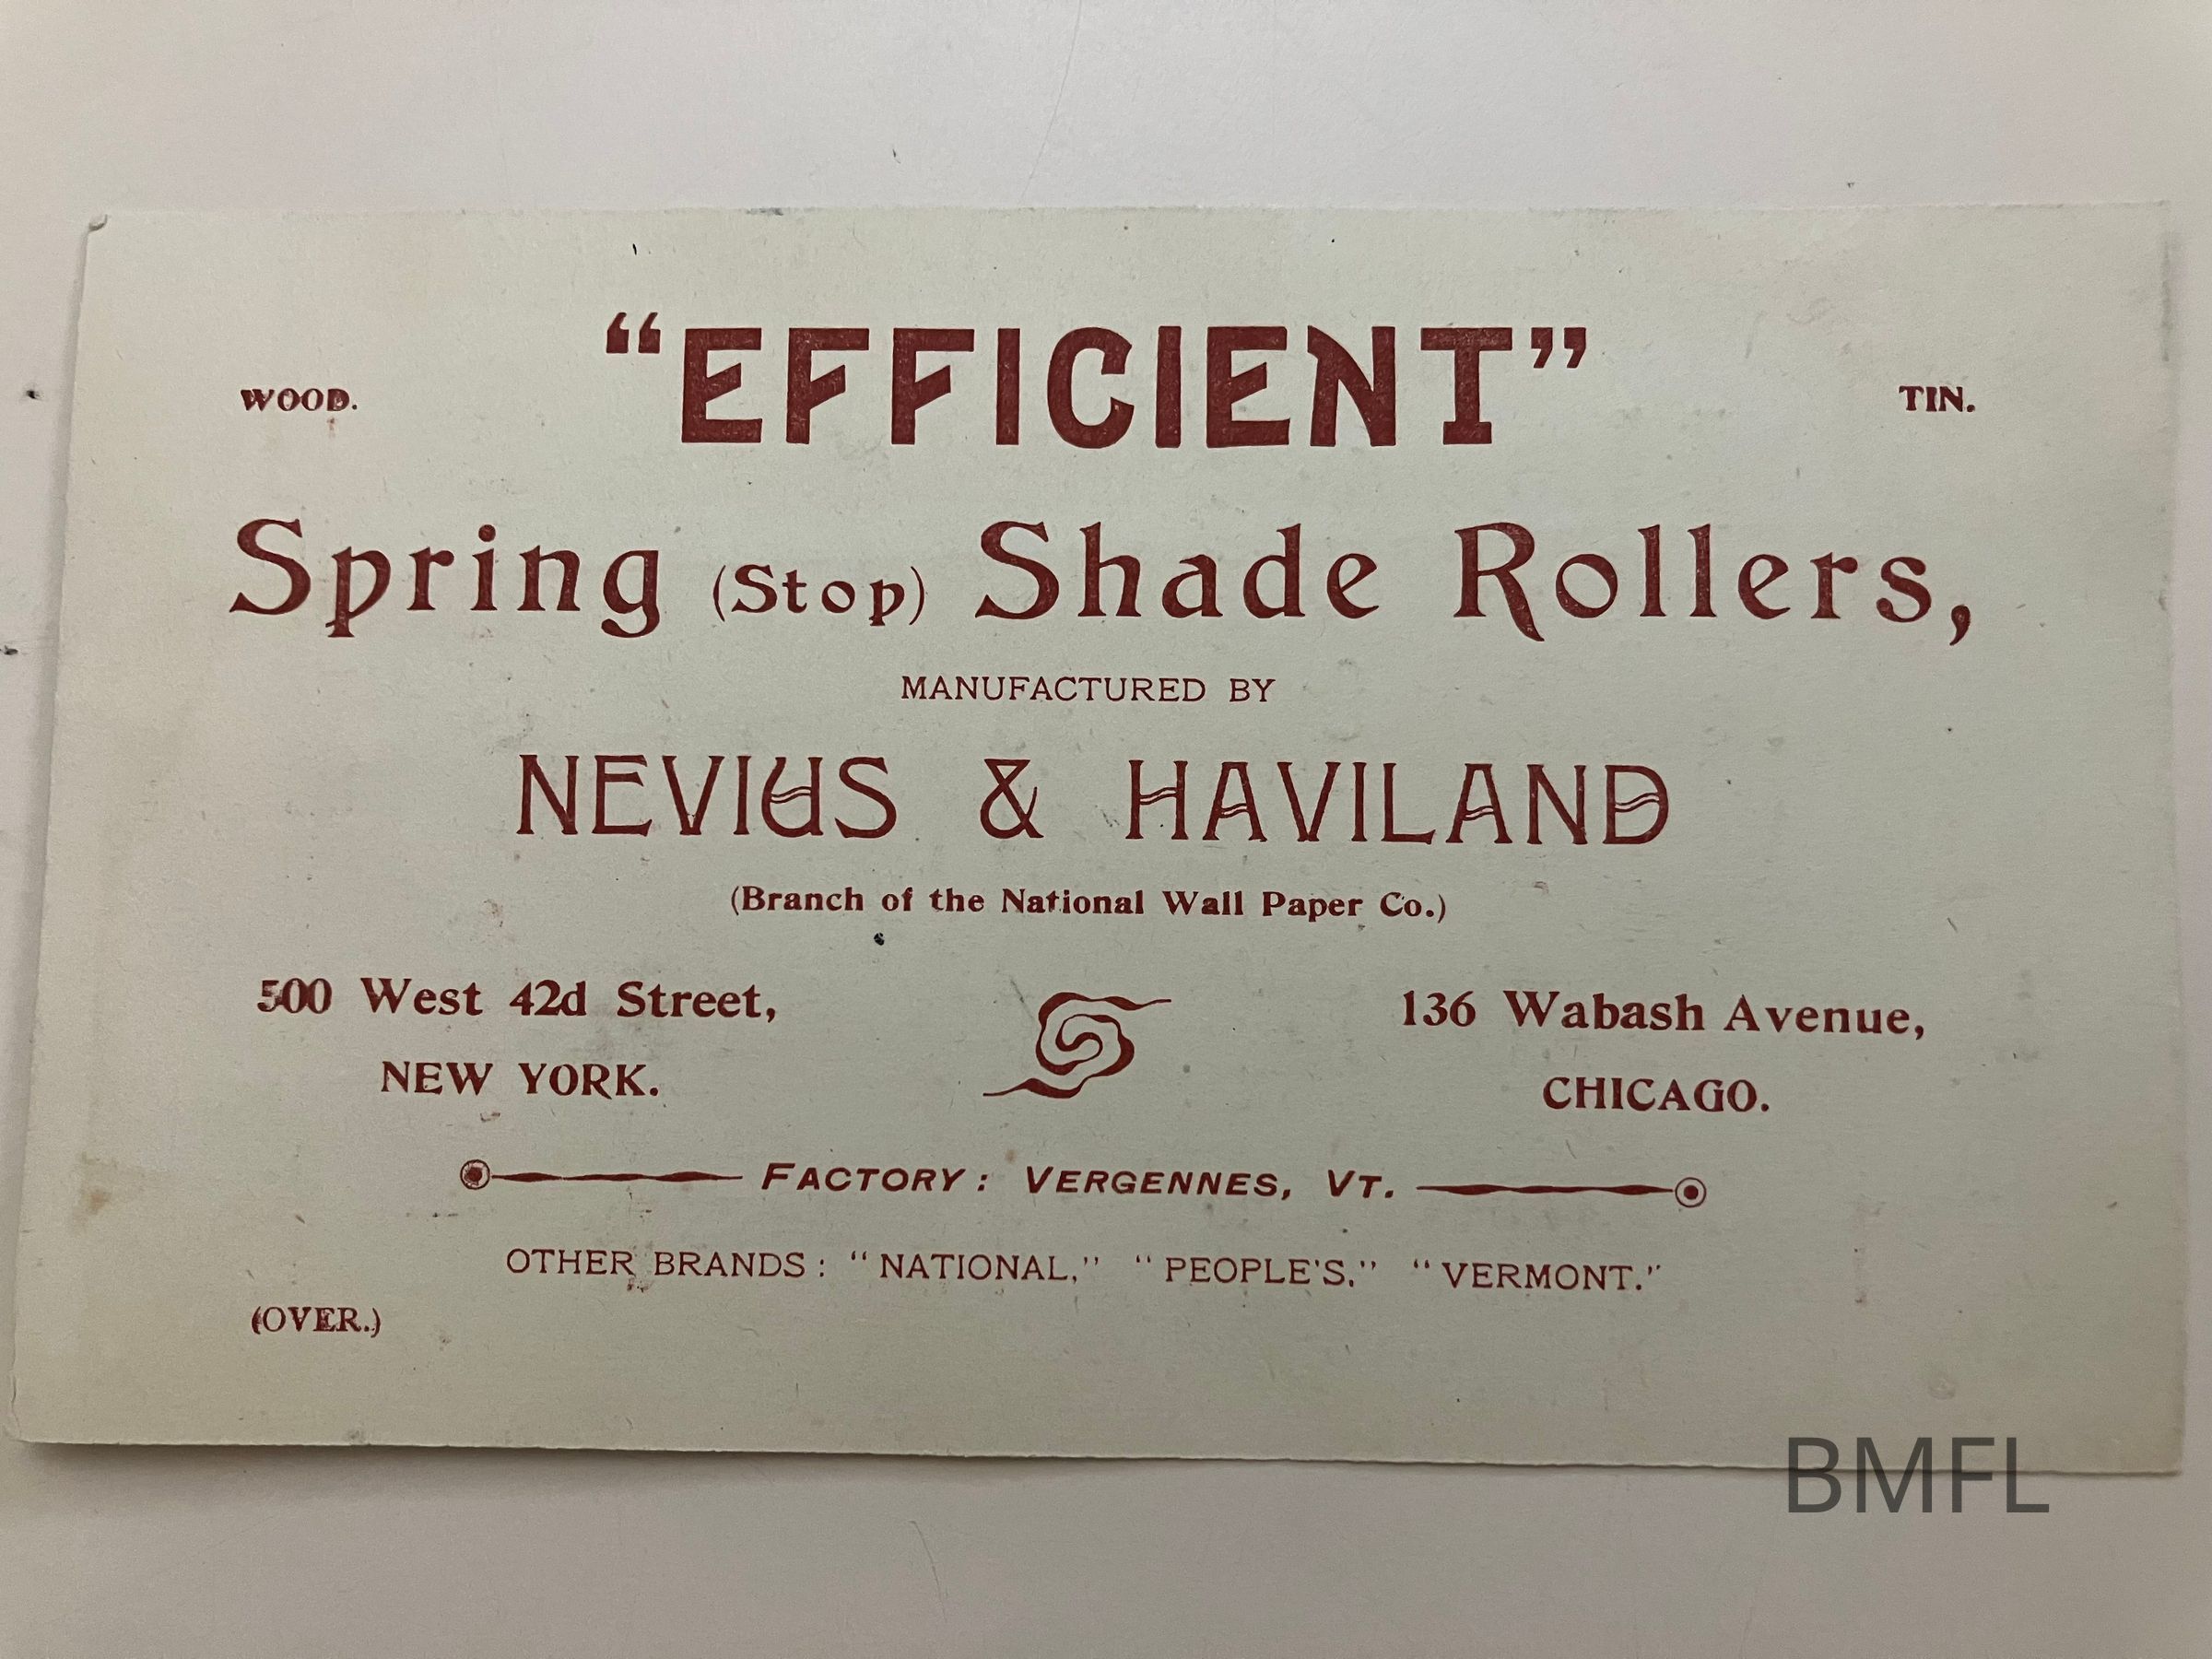 WOOD. “EFFICIENT” TIN.
Spring (Stop) Shade Rollers,
MANUFACTURED BY
NEVIUS & HAVILAND
(Branch of the National Wall Paper Co.)
500 West 42d Street,
NEW YORK.
136 Wabash Avenue,
CHICAGO.
FACTORY: VERGENNES, VT.
OTHER BRANDS: “NATIONAL,” “PEOPLE'S,” “VERMONT.”
(OVER.)
BMFL